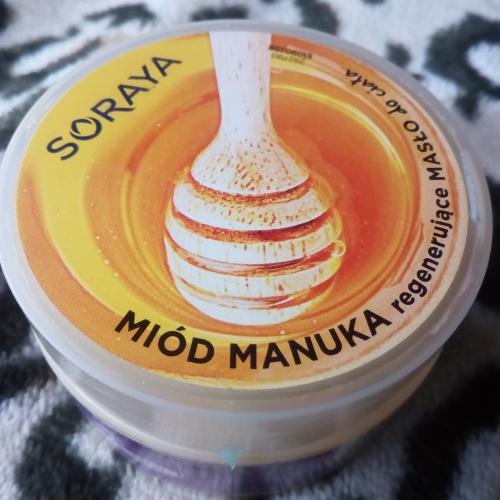 SORAYA
MIÓD MANUKA
regenerujące MASŁO do ciała